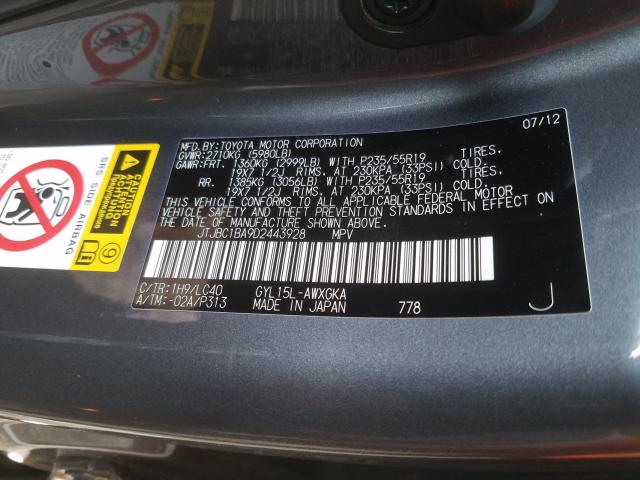 MFD. BY: TOYOTA MOTOR CORPORATION 07/12
GVWR: 2710KG (5980LB)
GAWR: FRT. 1360KG (2999LB) WITH P235/55R19 TIRES.
19X7 1/2J RIMS. AT 230KPA (33PSI) COLD.
RR. 1385KG (3056LB) WITH P235/55R19 TIRES.
19X7 1/2J RIMS. AT 230KPA (33PSI) COLD.
THIS VEHICLE CONFORMS TO ALL APPLICABLE FEDERAL MOTOR
VEHICLE SAFETY AND THEFT PREVENTION STANDARDS IN EFFECT ON
THE DATE OF MANUFACTURE SHOWN ABOVE.
JTJBC1BA9D2443928 MPV
C/TR: 1H9/LC40 GYL15L-AWXGKA
A/TM: -02A/P313 MADE IN JAPAN 778 J
SRS SIDE AIRBAG
CAUTION
ACHTUNG
ATTENTION
9